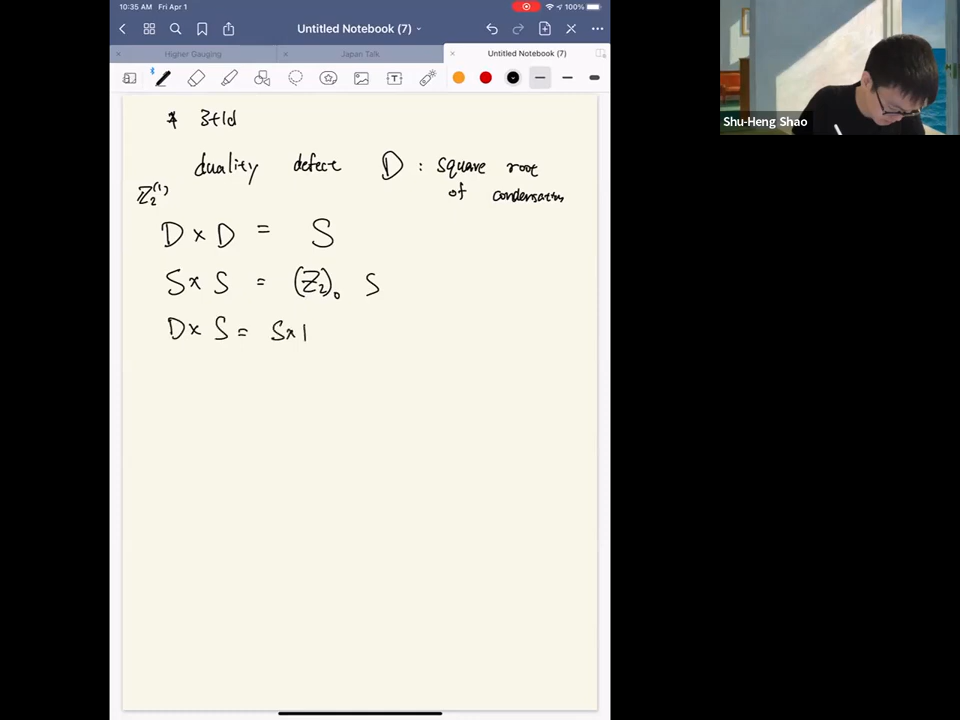 10:35 AM Fri Apr 1
100%
Untitled Notebook (7)
Higher Gauging
Japan Talk
Untitled Notebook (7)
Shu-Heng Shao
* 3+1d
duality defect D : square root
ℤ₂⁽¹⁾ of condensation
D × D = S
S × S = (ℤ₂)₀ S
D × S = S × 1